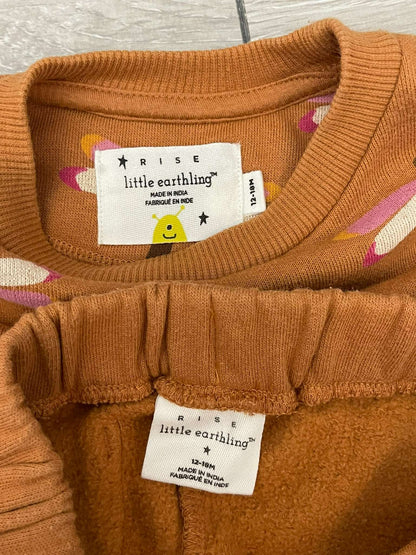 ★ RISE
little earthling™
MADE IN INDIA
FABRIQUÉ EN INDE
12-18M
RISE
little earthling™
12-18M
MADE IN INDIA
FABRIQUÉ EN INDE